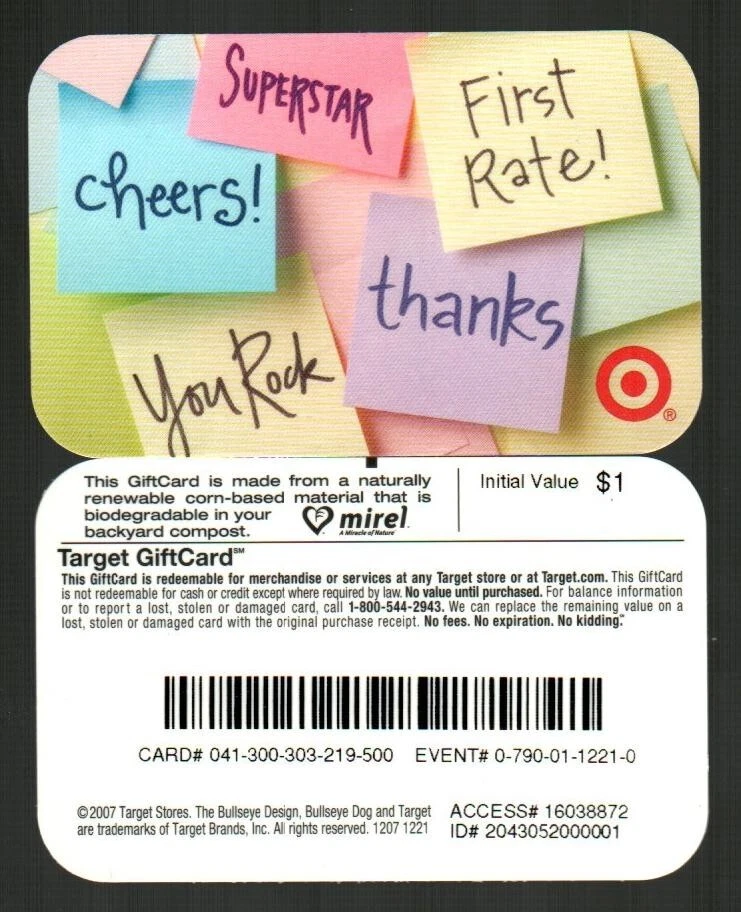 SUPERSTAR
First
Rate!
cheers!
thanks
You Rock
®
This GiftCard is made from a naturally
renewable corn-based material that is
biodegradable in your
backyard compost.
mirel
A Miracle of Nature
Initial Value $1
Target GiftCard℠
This GiftCard is redeemable for merchandise or services at any Target store or at Target.com. This GiftCard
is not redeemable for cash or credit except where required by law. No value until purchased. For balance information
or to report a lost, stolen or damaged card, call 1-800-544-2943. We can replace the remaining value on a
lost, stolen or damaged card with the original purchase receipt. No fees. No expiration. No kidding.℠
CARD# 041-300-303-219-500 EVENT# 0-790-01-1221-0
©2007 Target Stores. The Bullseye Design, Bullseye Dog and Target
are trademarks of Target Brands, Inc. All rights reserved. 1207 1221
ACCESS# 16038872
ID# 2043052000001